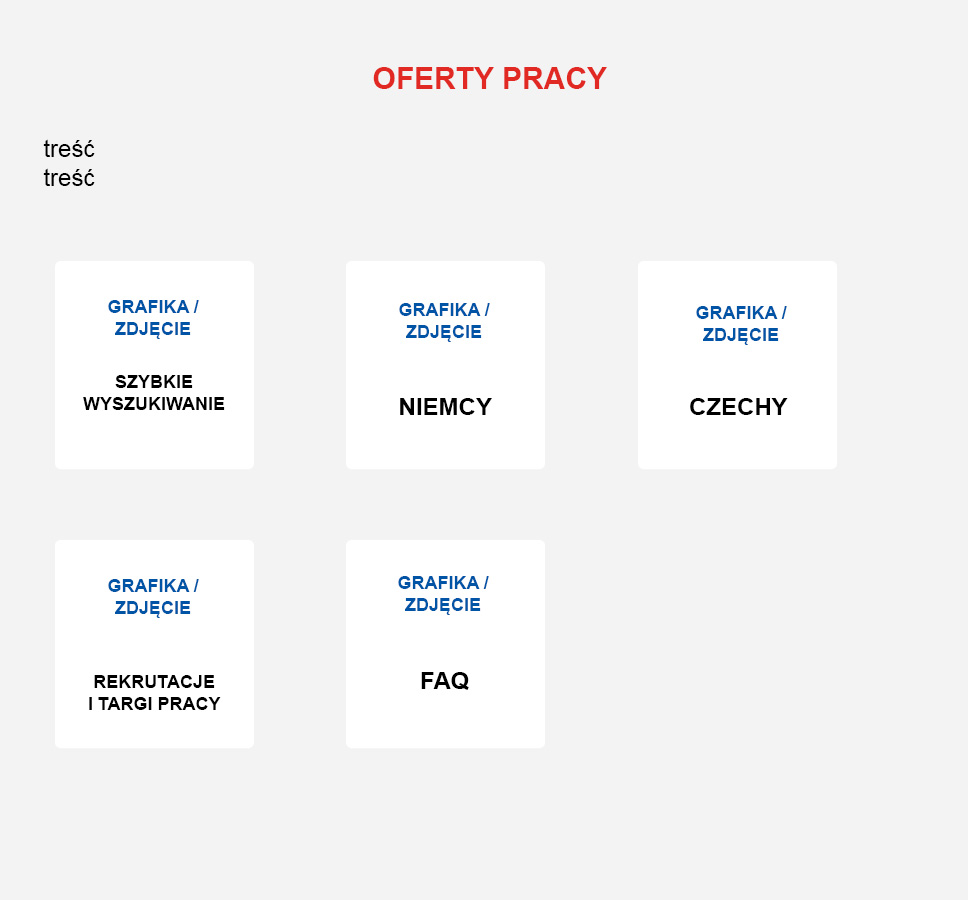 OFERTY PRACY
treść
treść
GRAFIKA /
ZDJĘCIE
SZYBKIE
WYSZUKIWANIE
GRAFIKA /
ZDJĘCIE
NIEMCY
GRAFIKA /
ZDJĘCIE
CZECHY
GRAFIKA /
ZDJĘCIE
REKRUTACJE
I TARGI PRACY
GRAFIKA /
ZDJĘCIE
FAQ